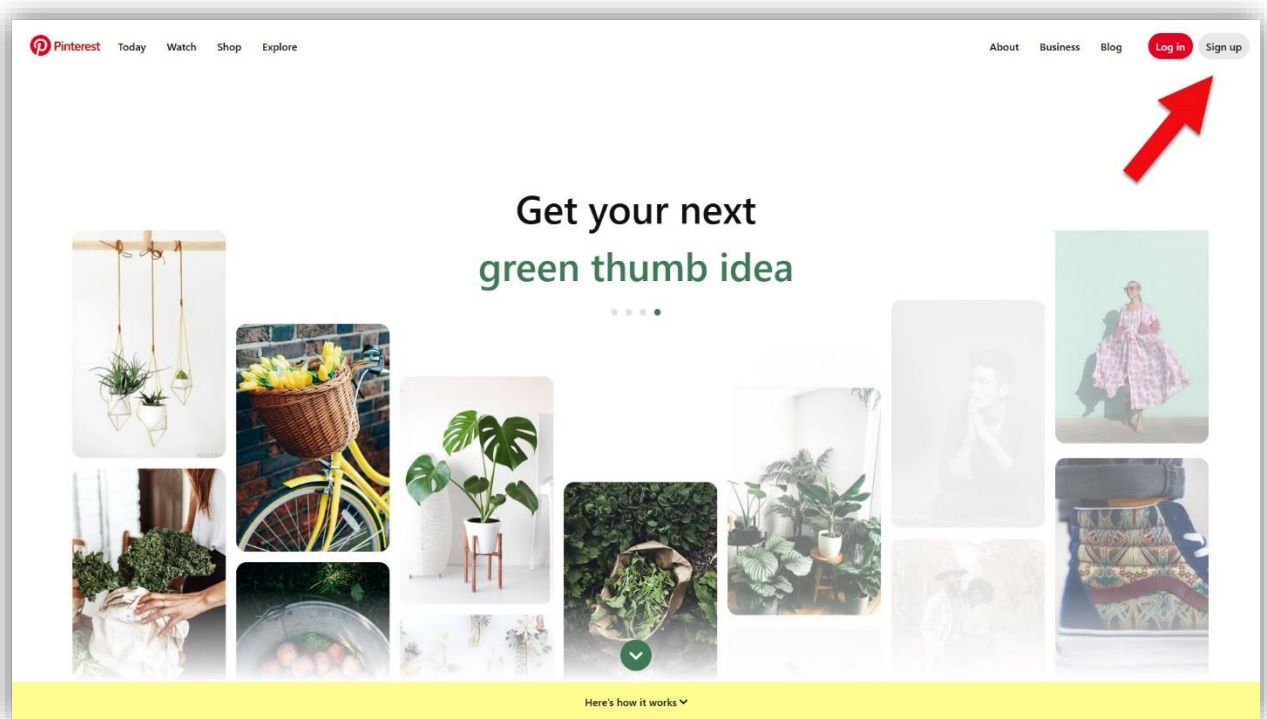 Pinterest Today Watch Shop Explore About Business Blog Log in Sign up
Get your next
green thumb idea
Here's how it works